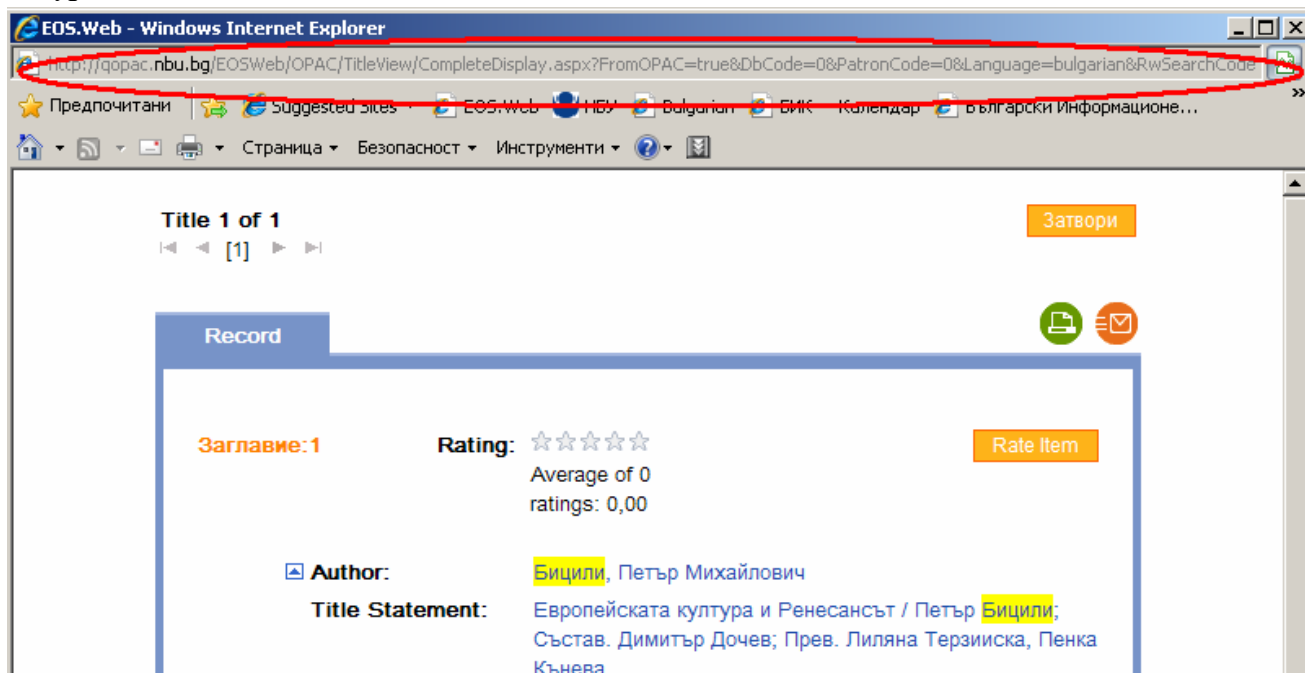 EOS.Web - Windows Internet Explorer
http://qopac.nbu.bg/EOSWeb/OPAC/TitleView/CompleteDisplay.aspx?FromOPAC=true&DbCode=0&PatronCode=0&Language=bulgarian&RwSearchCode
Предпочитани Suggested Sites EOS.Web НБУ Bulgarian БИК Календар Български Информационе... »
Страница Безопасност Инструменти
Title 1 of 1 Затвори
[1]
Record
Заглавие:1 Rating: Rate Item
Average of 0
ratings: 0,00
Author: Бицили, Петър Михайлович
Title Statement: Европейската култура и Ренесансът / Петър Бицили;
Състав. Димитър Дочев; Прев. Лиляна Терзииска, Пенка
Кънева